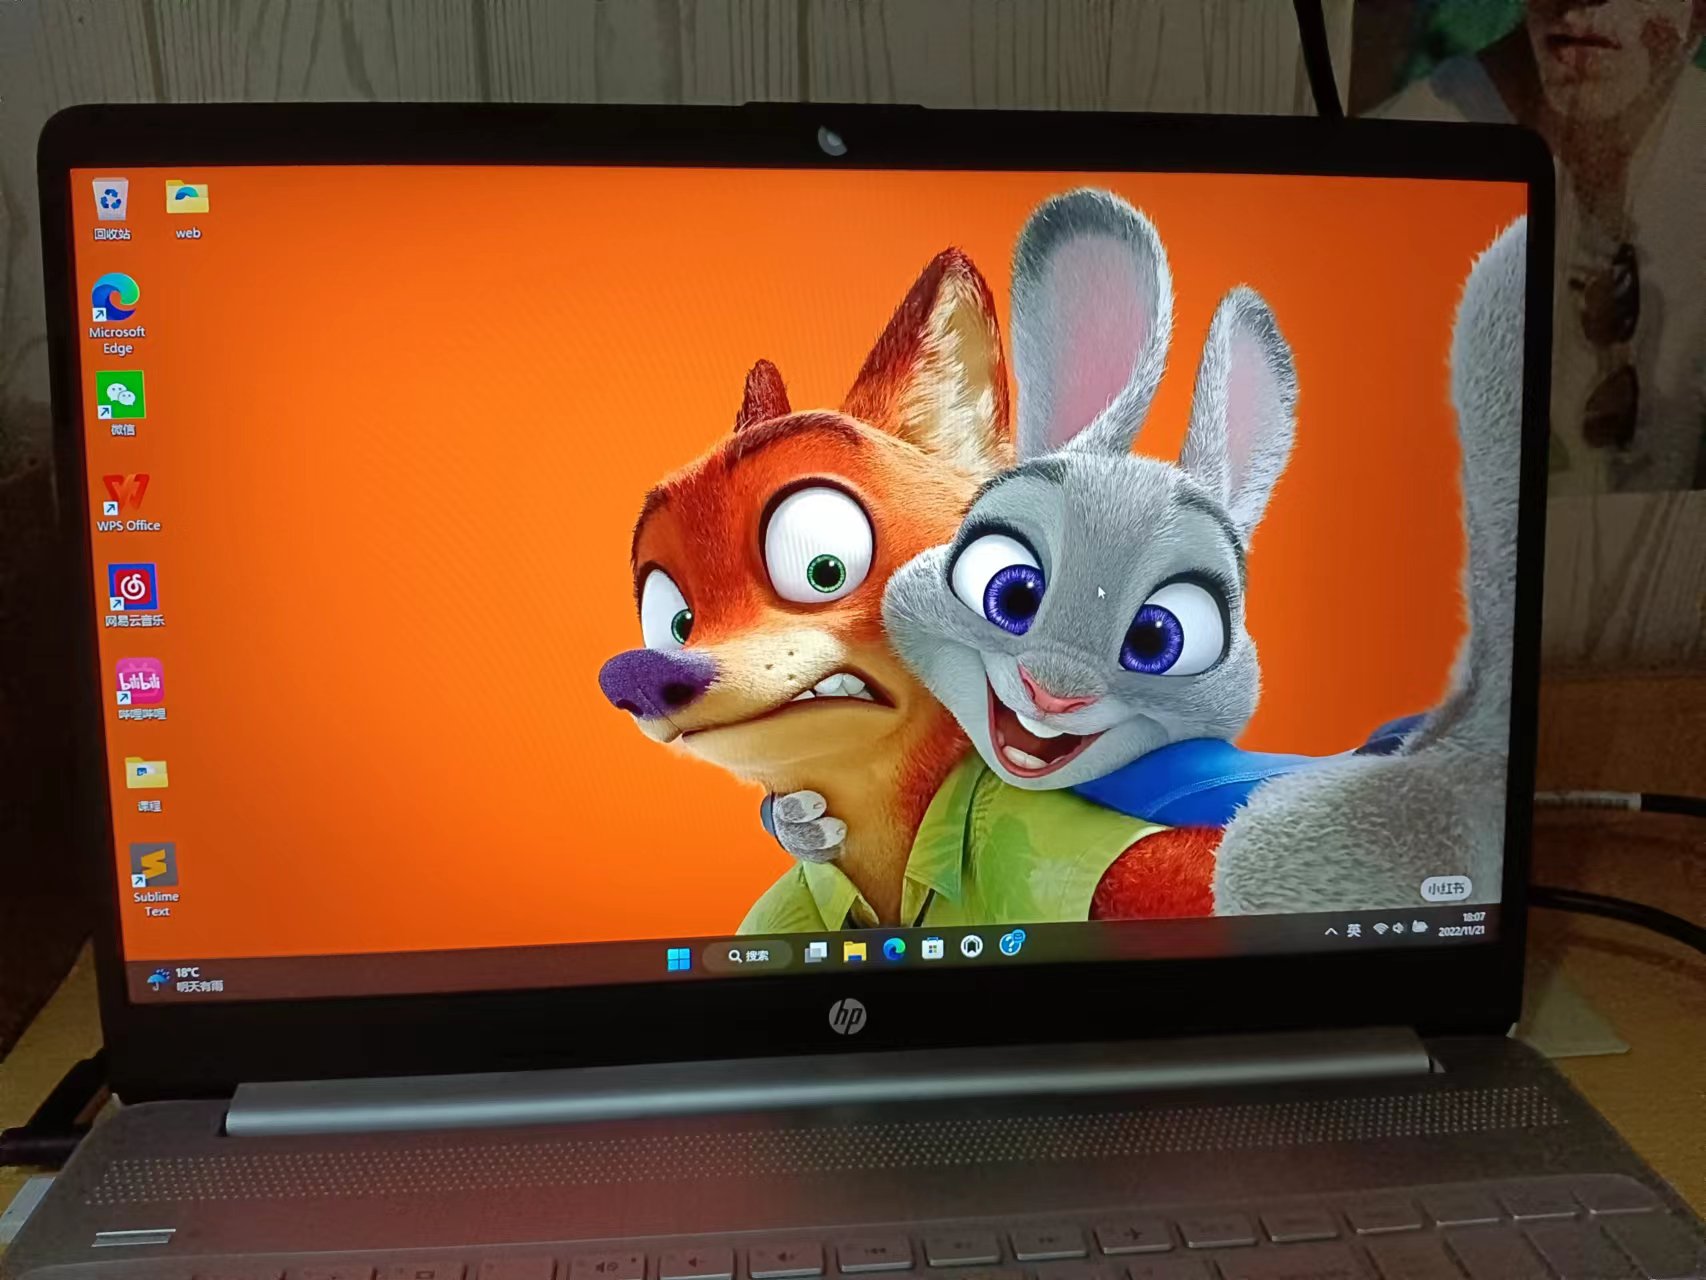 回收站
web
Microsoft
Edge
微信
WPS Office
网易云音乐
bilibili
哔哩哔哩
课程
Sublime
Text
小红书
18°C
明天有雨
搜索
英
18:07
2022/11/21
hp